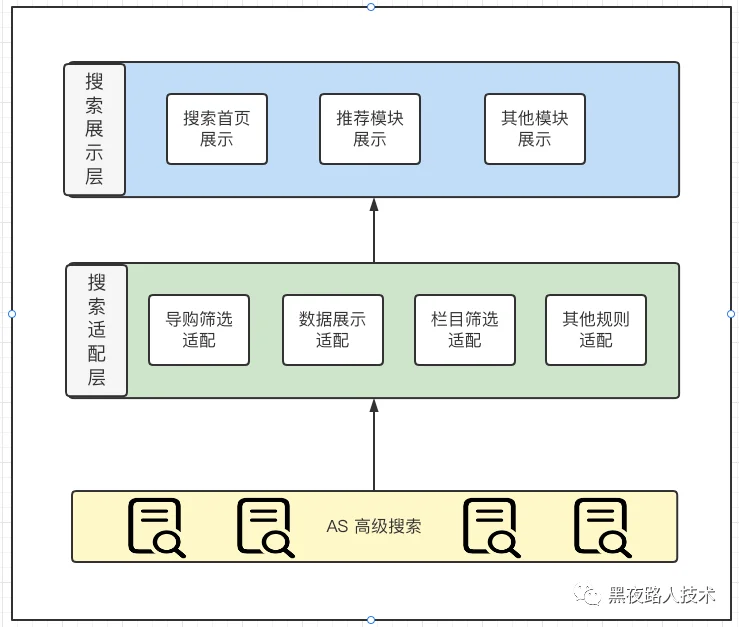 搜索展示层
搜索首页
展示
推荐模块
展示
其他模块
展示
搜索适配层
导购筛选
适配
数据展示
适配
栏目筛选
适配
其他规则
适配
AS 高级搜索
黑夜路人技术